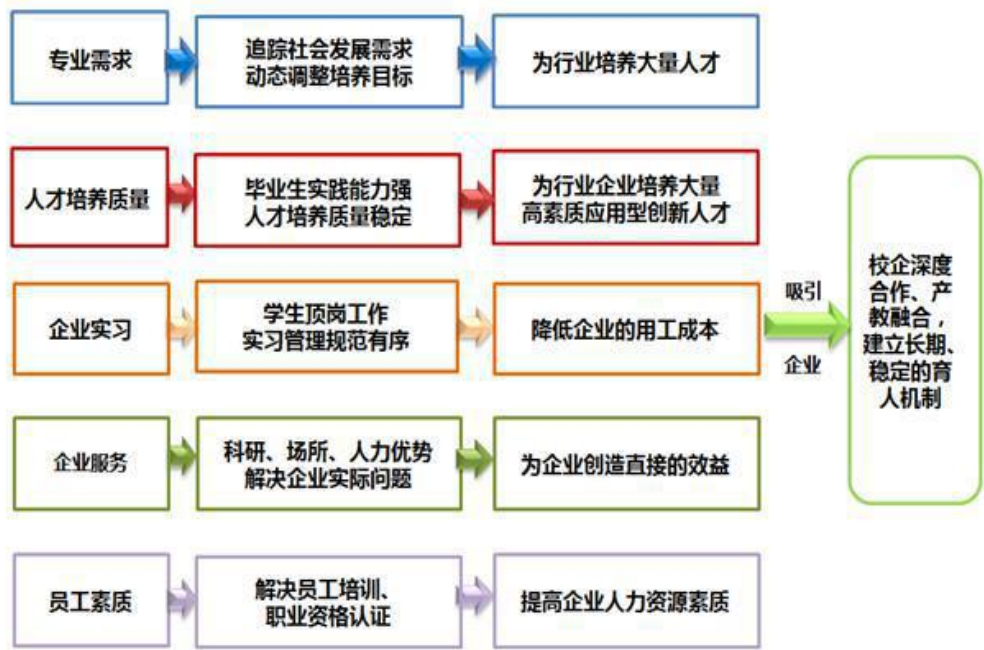 专业需求
追踪社会发展需求
动态调整培养目标
为行业培养大量人才
人才培养质量
毕业生实践能力强
人才培养质量稳定
为行业企业培养大量
高素质应用型创新人才
企业实习
学生顶岗工作
实习管理规范有序
降低企业的用工成本
企业服务
科研、场所、人力优势
解决企业实际问题
为企业创造直接的效益
员工素质
解决员工培训、
职业资格认证
提高企业人力资源素质
吸引
企业
校企深度
合作、产
教融合，
建立长期、
稳定的育
人机制